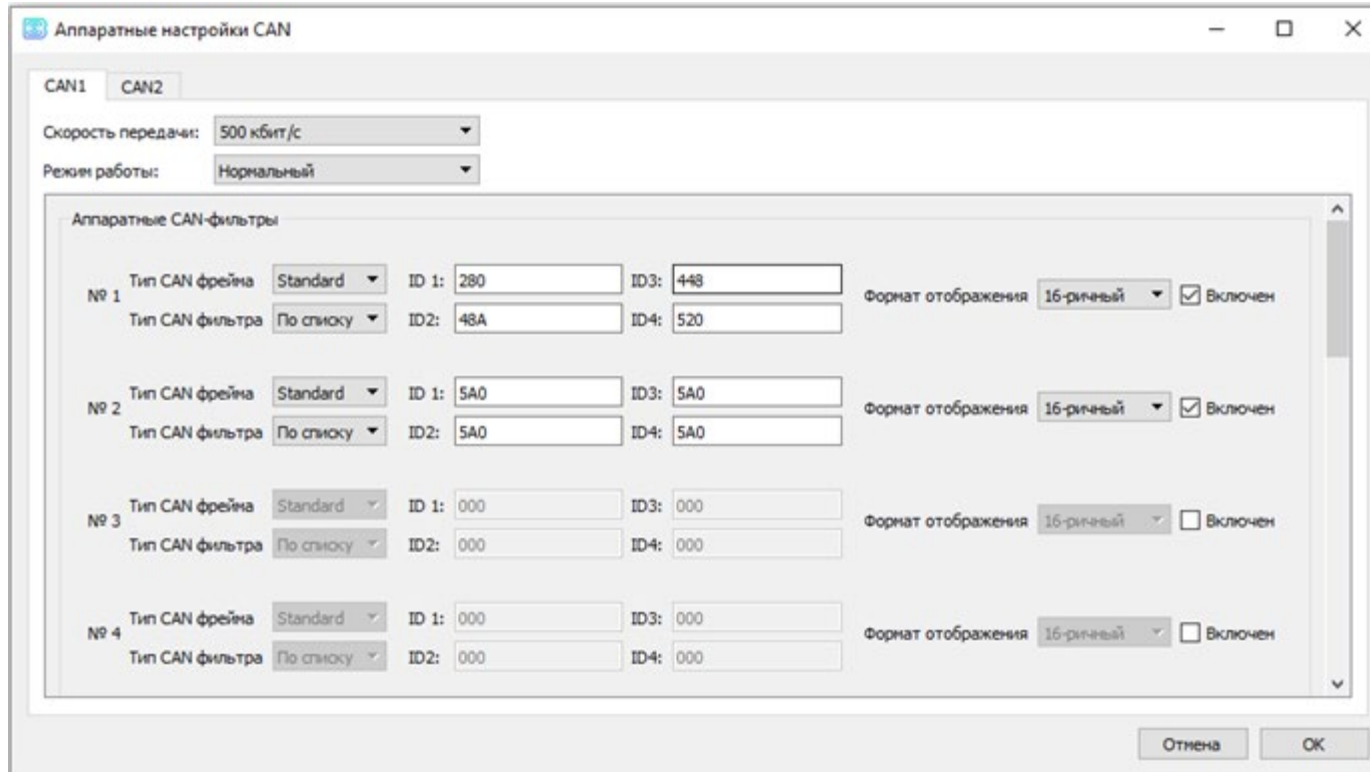 Аппаратные настройки CAN
CAN1 CAN2
Скорость передачи: 500 кбит/с
Режим работы: Нормальный
Аппаратные CAN-фильтры
№ 1
Тип CAN фрейма Standard ID 1: 280 ID3: 448
Тип CAN фильтра По списку ID2: 48A ID4: 520
Формат отображения 16-ричный Включен
№ 2
Тип CAN фрейма Standard ID 1: 5A0 ID3: 5A0
Тип CAN фильтра По списку ID2: 5A0 ID4: 5A0
Формат отображения 16-ричный Включен
№ 3
Тип CAN фрейма Standard ID 1: 000 ID3: 000
Тип CAN фильтра По списку ID2: 000 ID4: 000
Формат отображения 16-ричный Включен
№ 4
Тип CAN фрейма Standard ID 1: 000 ID3: 000
Тип CAN фильтра По списку ID2: 000 ID4: 000
Формат отображения 16-ричный Включен
Отмена OK